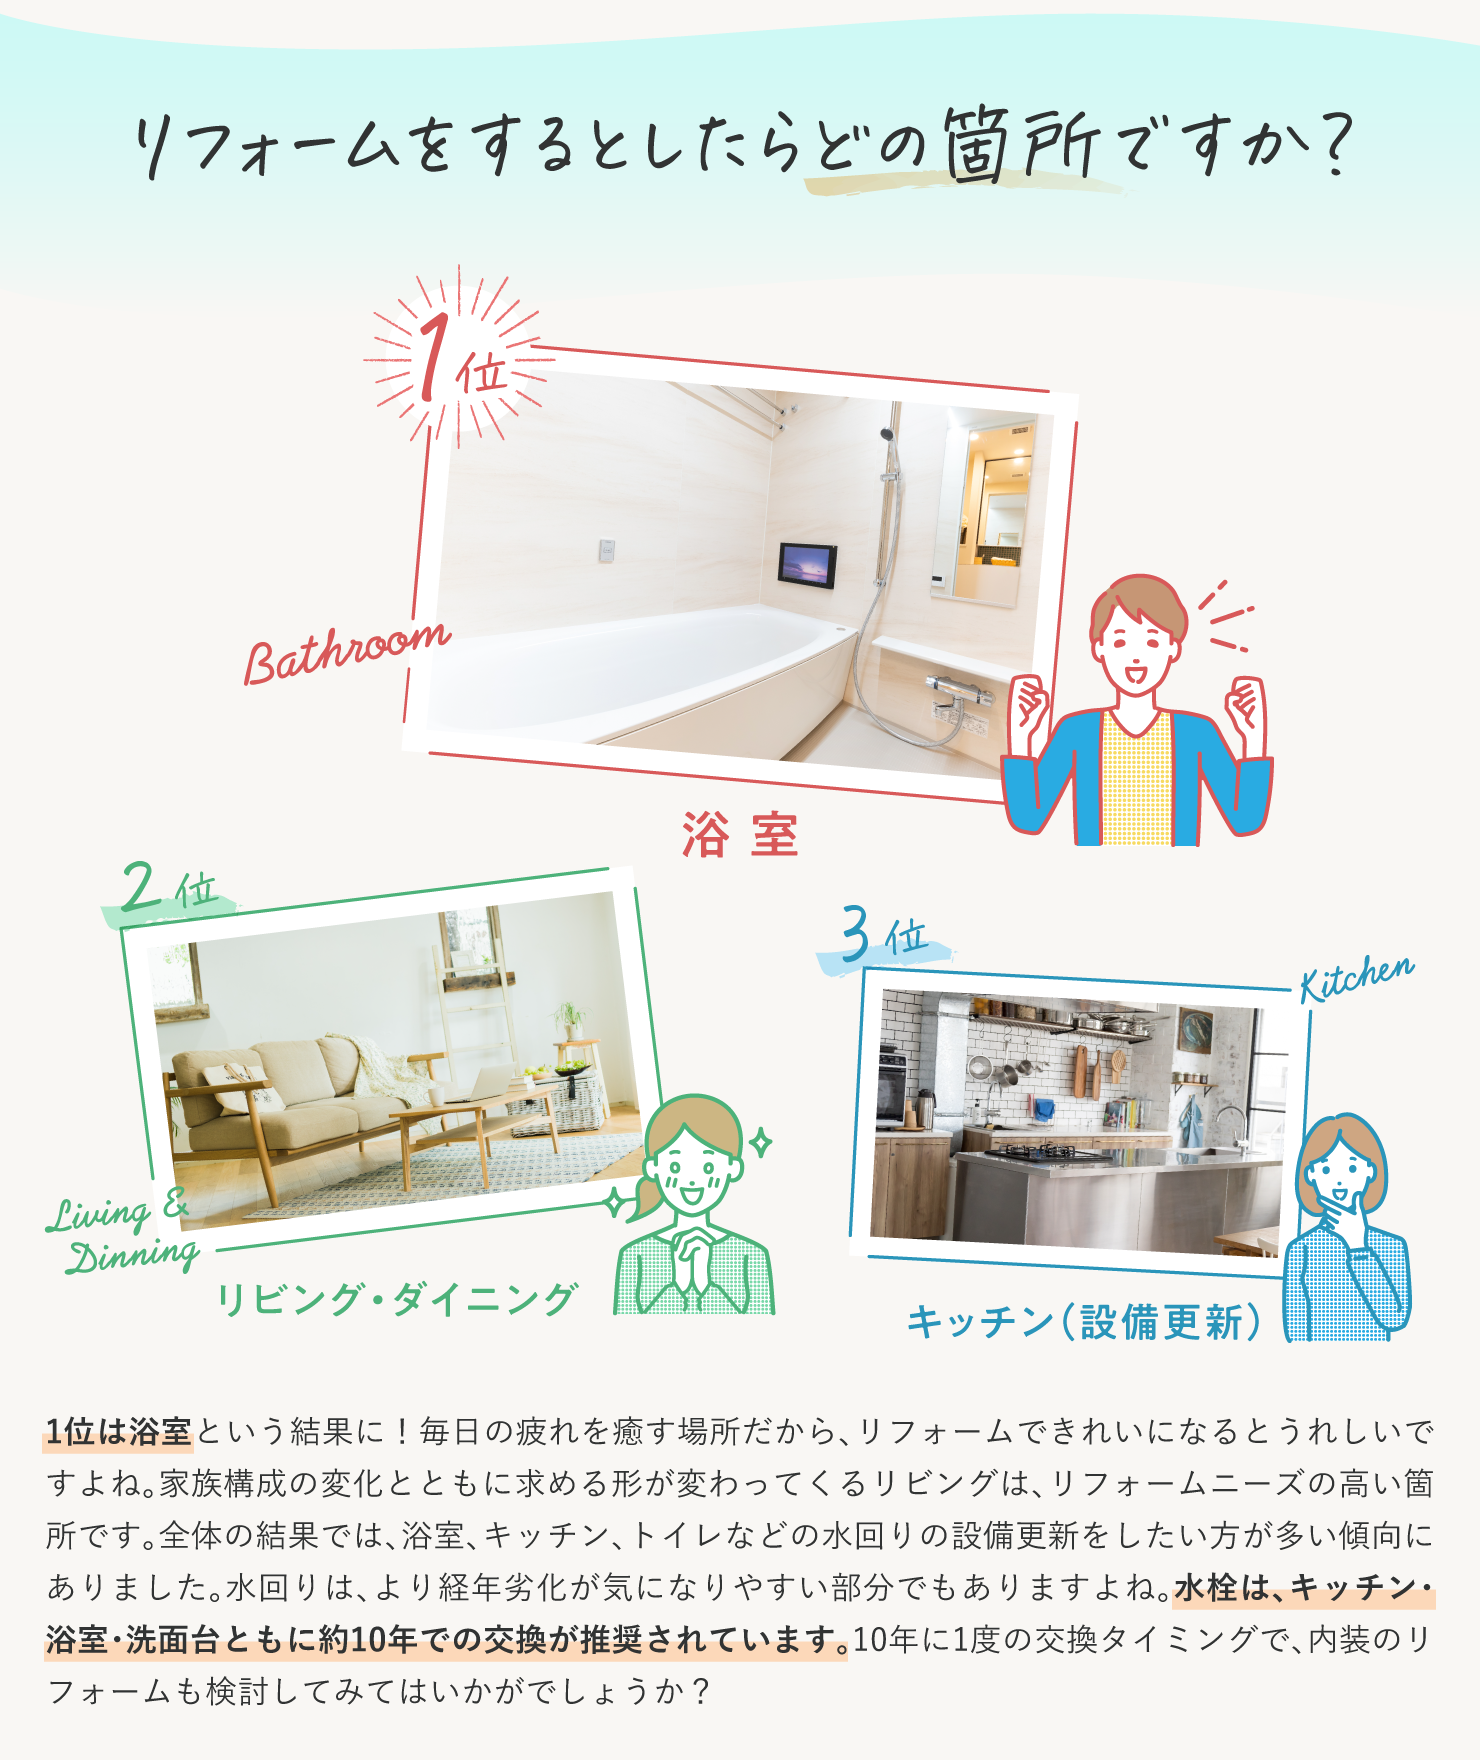 リフォームをするとしたらどの箇所ですか？
1位
Bathroom
浴室
2位
Living &
Dinning
リビング・ダイニング
3位
Kitchen
キッチン（設備更新）
1位は浴室という結果に！毎日の疲れを癒す場所だから、リフォームできれいになるとうれしいで
すよね。家族構成の変化とともに求める形が変わってくるリビングは、リフォームニーズの高い箇
所です。全体の結果では、浴室、キッチン、トイレなどの水回りの設備更新をしたい方が多い傾向に
ありました。水回りは、より経年劣化が気になりやすい部分でもありますよね。水栓は、キッチン・
浴室・洗面台ともに約10年での交換が推奨されています。10年に1度の交換タイミングで、内装のリ
フォームも検討してみてはいかがでしょうか？